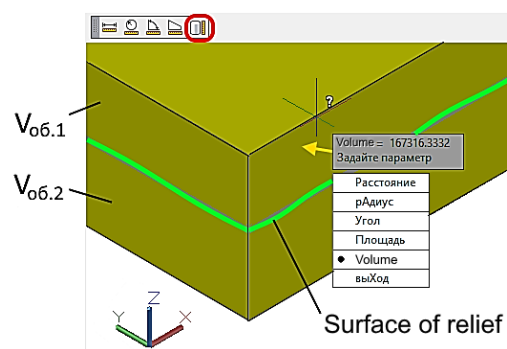 ?
Vоб.1
Volume = 167316.3332
Задайте параметр
Vоб.2
Расстояние
рАдиус
Угол
Площадь
Volume
выХод
Z
Y X
Surface of relief